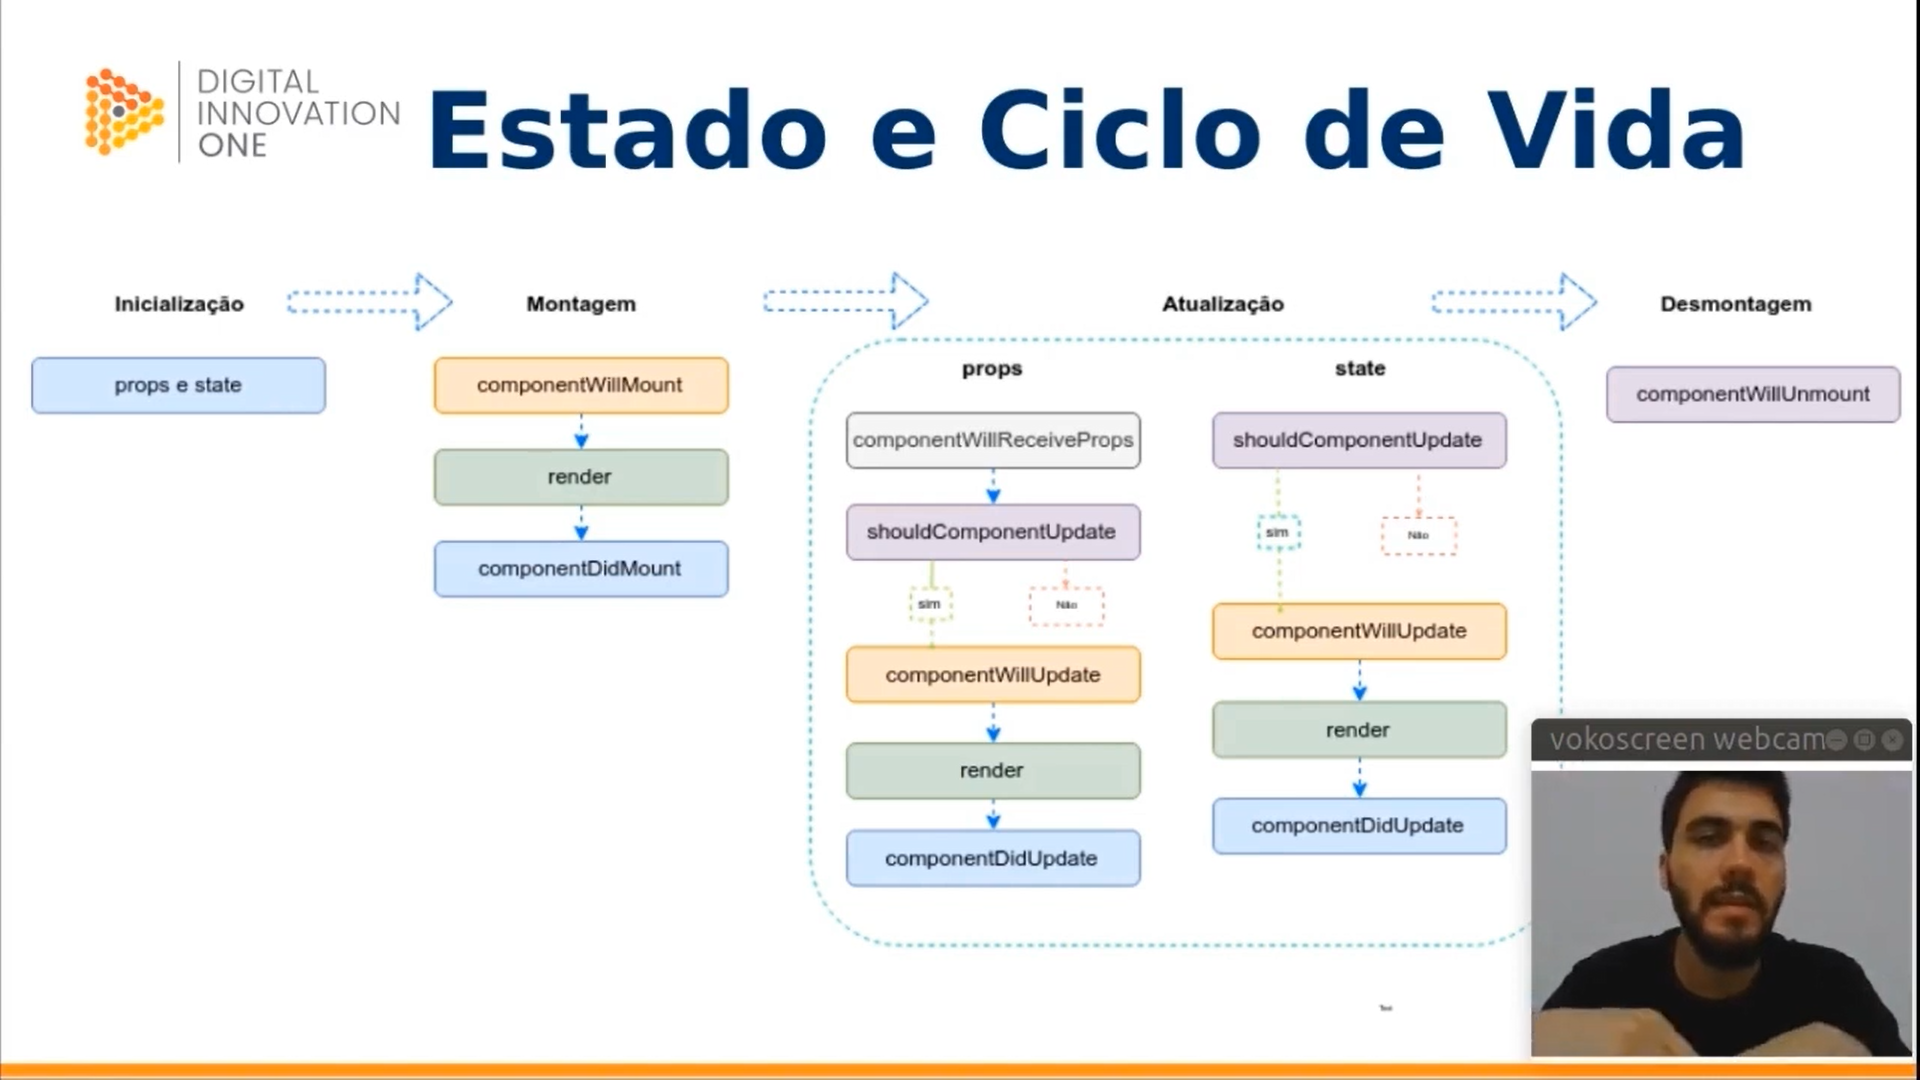 DIGITAL
INNOVATION
ONE
Estado e Ciclo de Vida
Inicialização
Montagem
Atualização
Desmontagem
props e state
componentWillMount
render
componentDidMount
props
state
componentWillReceiveProps
shouldComponentUpdate
sim
Não
componentWillUpdate
render
componentDidUpdate
shouldComponentUpdate
sim
Não
componentWillUpdate
render
componentDidUpdate
componentWillUnmount
Text
vokoscreen webcam